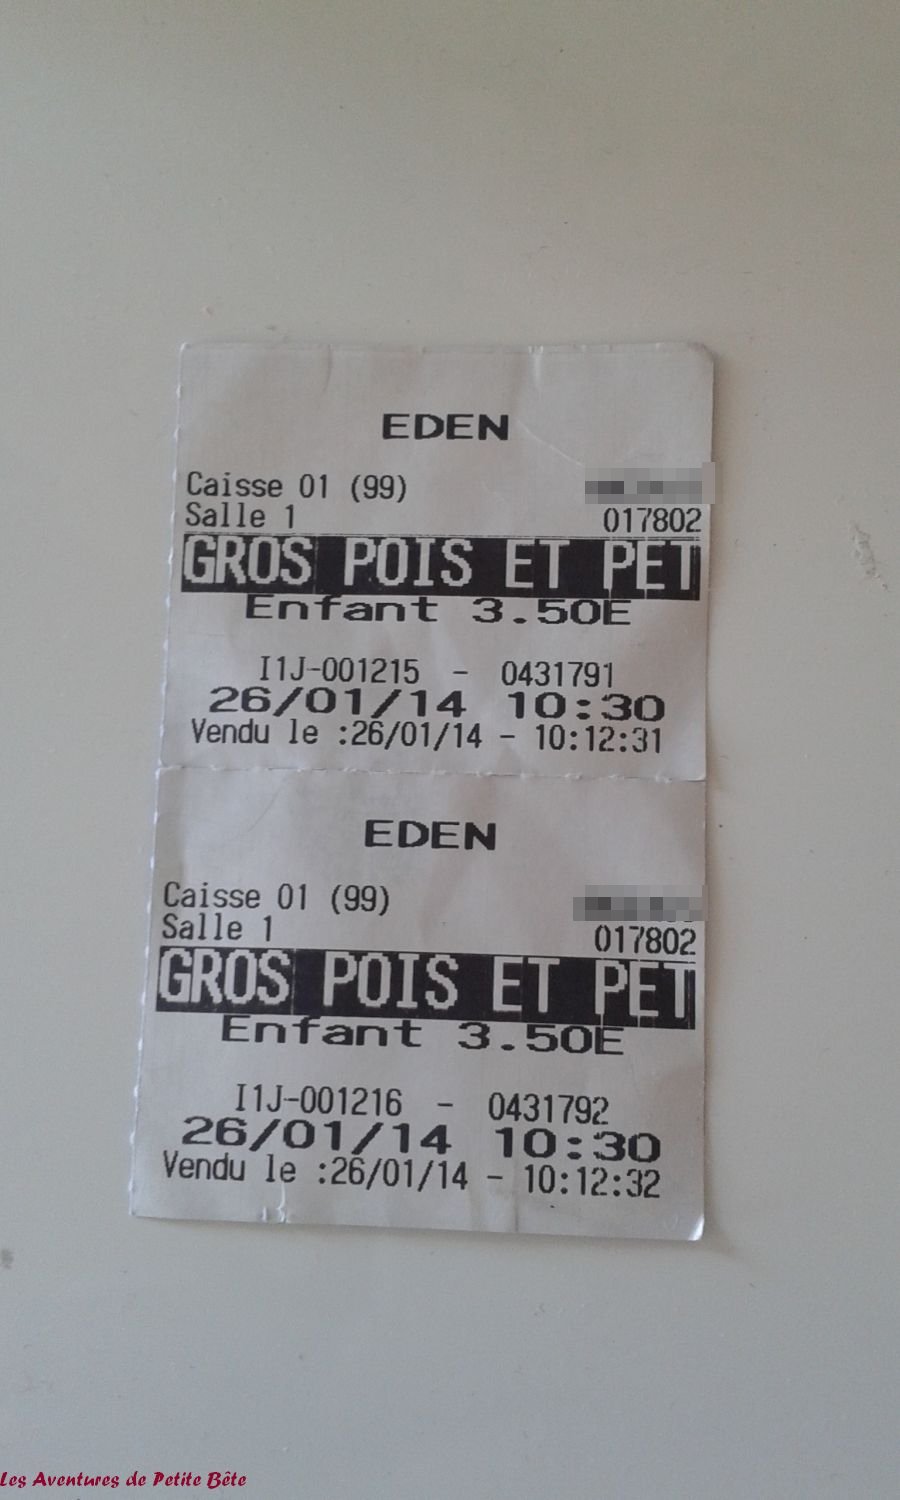 EDEN
Caisse 01 (99)
Salle 1 017802
GROS POIS ET PET
Enfant 3.50E
I1J-001215 - 0431791
26/01/14 10:30
Vendu le :26/01/14 - 10:12:31
EDEN
Caisse 01 (99)
Salle 1 017802
GROS POIS ET PET
Enfant 3.50E
I1J-001216 - 0431792
26/01/14 10:30
Vendu le :26/01/14 - 10:12:32
Les Aventures de Petite Bête